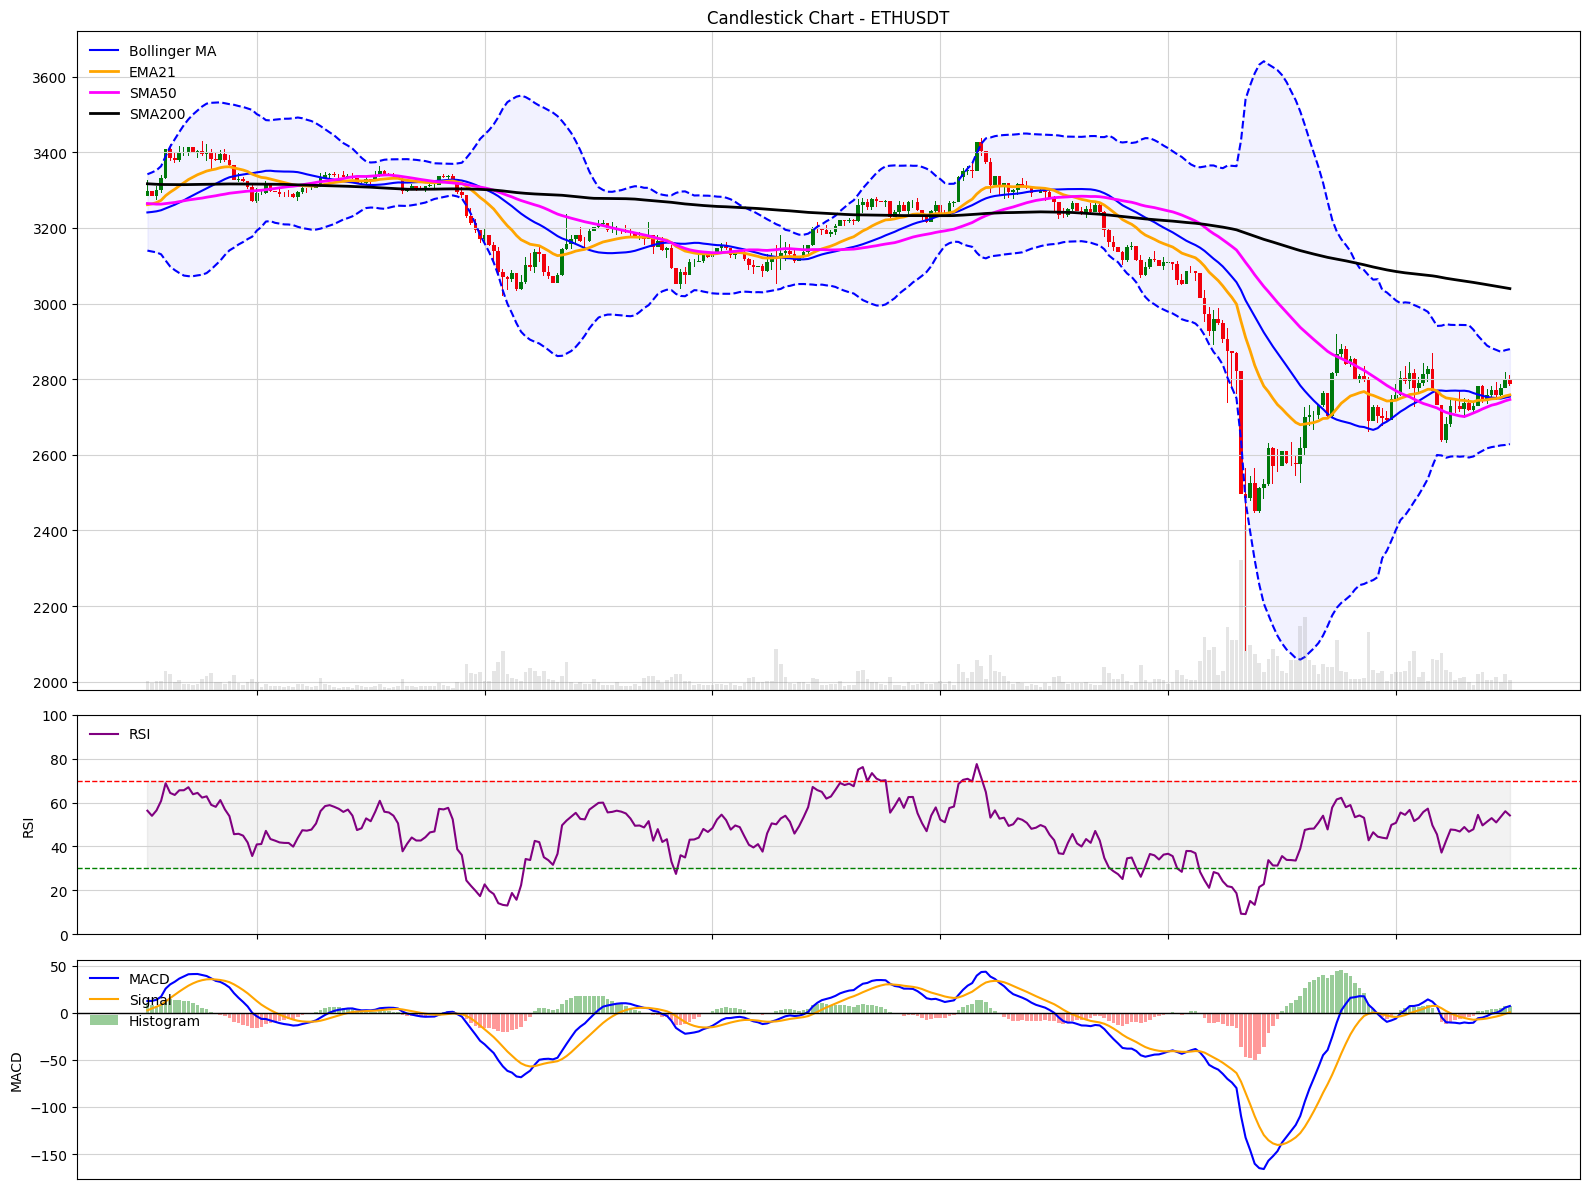 Candlestick Chart - ETHUSDT
Bollinger MA
EMA21
SMA50
SMA200
3600
3400
3200
3000
2800
2600
2400
2200
2000
100
RSI
80
60
RSI
40
20
0
50
MACD
Signal
0
Histogram
−50
MACD
−100
−150